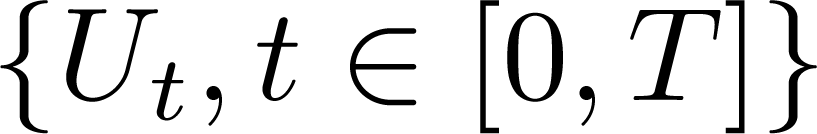 {U_t, t ∈ [0, T]}